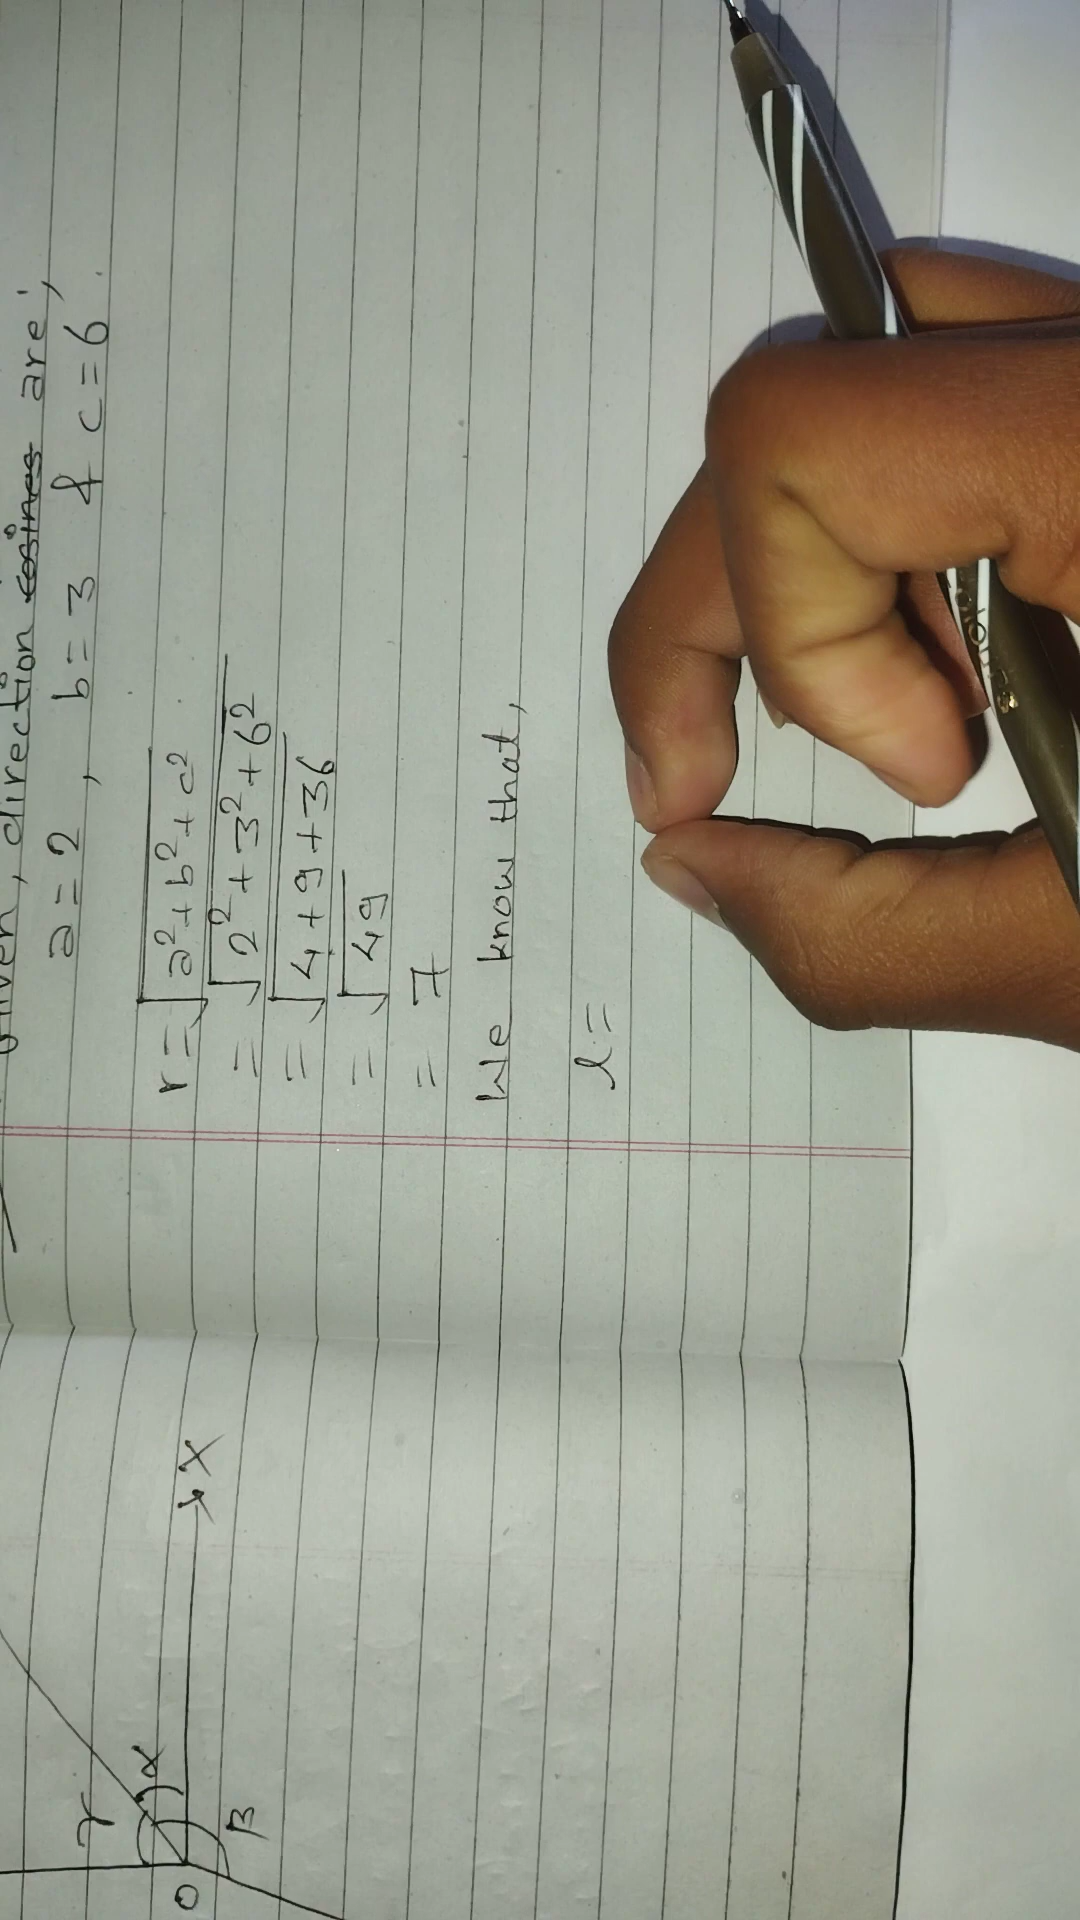 Given, direction cosines are;
a=2, b=3 & c=6.
r=√a²+b²+c²
= √2²+3²+6²
= √4+9+36
= √49
= 7
We know that,
l =
γ
α
β
O
X